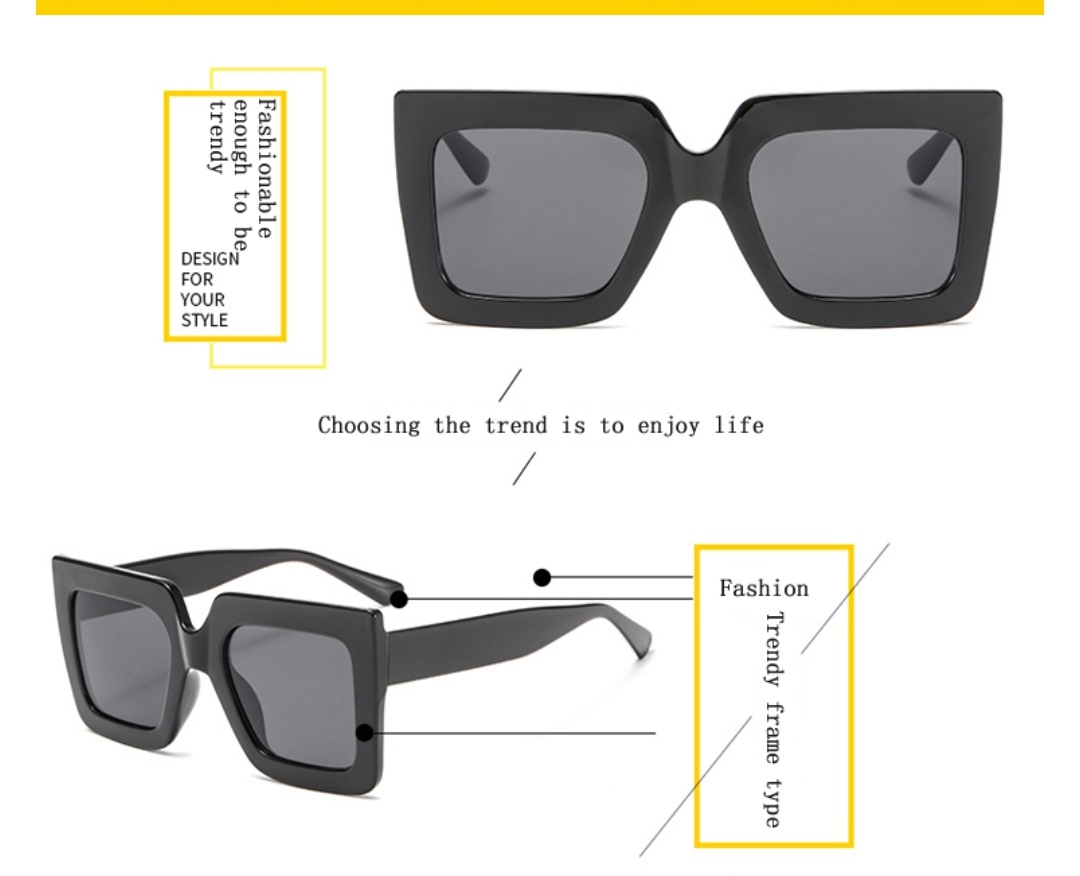 Fashionable
enough to be
trendy
DESIGN
FOR
YOUR
STYLE
Choosing the trend is to enjoy life
Fashion
Trendy frame type